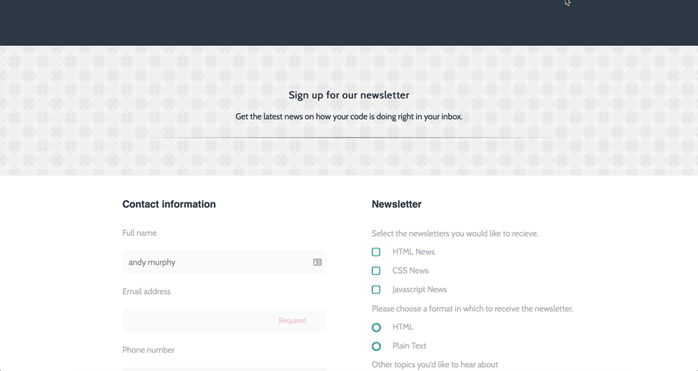 Sign up for our newsletter
Get the latest news on how your code is doing right in your inbox.
Contact information
Full name
andy murphy
Email address
Required
Phone number
Newsletter
Select the newsletters you would like to recieve.
HTML News
CSS News
Javascript News
Please choose a format in which to receive the newsletter.
HTML
Plain Text
Other topics you'd like to hear about